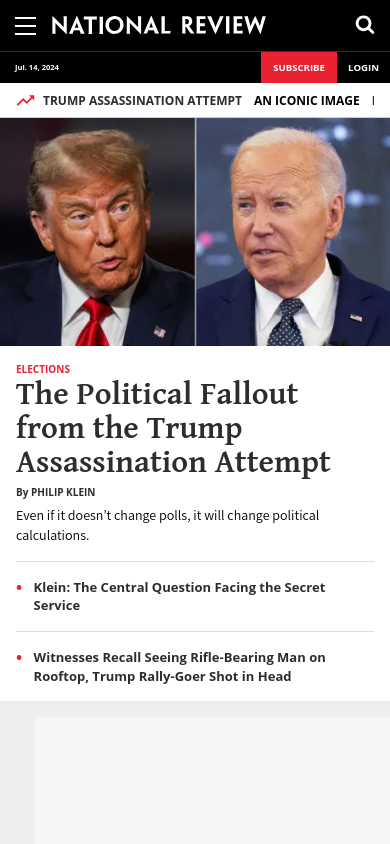 NATIONAL REVIEW
Jul. 14, 2024
SUBSCRIBE
LOGIN
TRUMP ASSASSINATION ATTEMPT AN ICONIC IMAGE
ELECTIONS
The Political Fallout
from the Trump
Assassination Attempt
By PHILIP KLEIN
Even if it doesn’t change polls, it will change political
calculations.
• Klein: The Central Question Facing the Secret
Service
• Witnesses Recall Seeing Rifle-Bearing Man on
Rooftop, Trump Rally-Goer Shot in Head